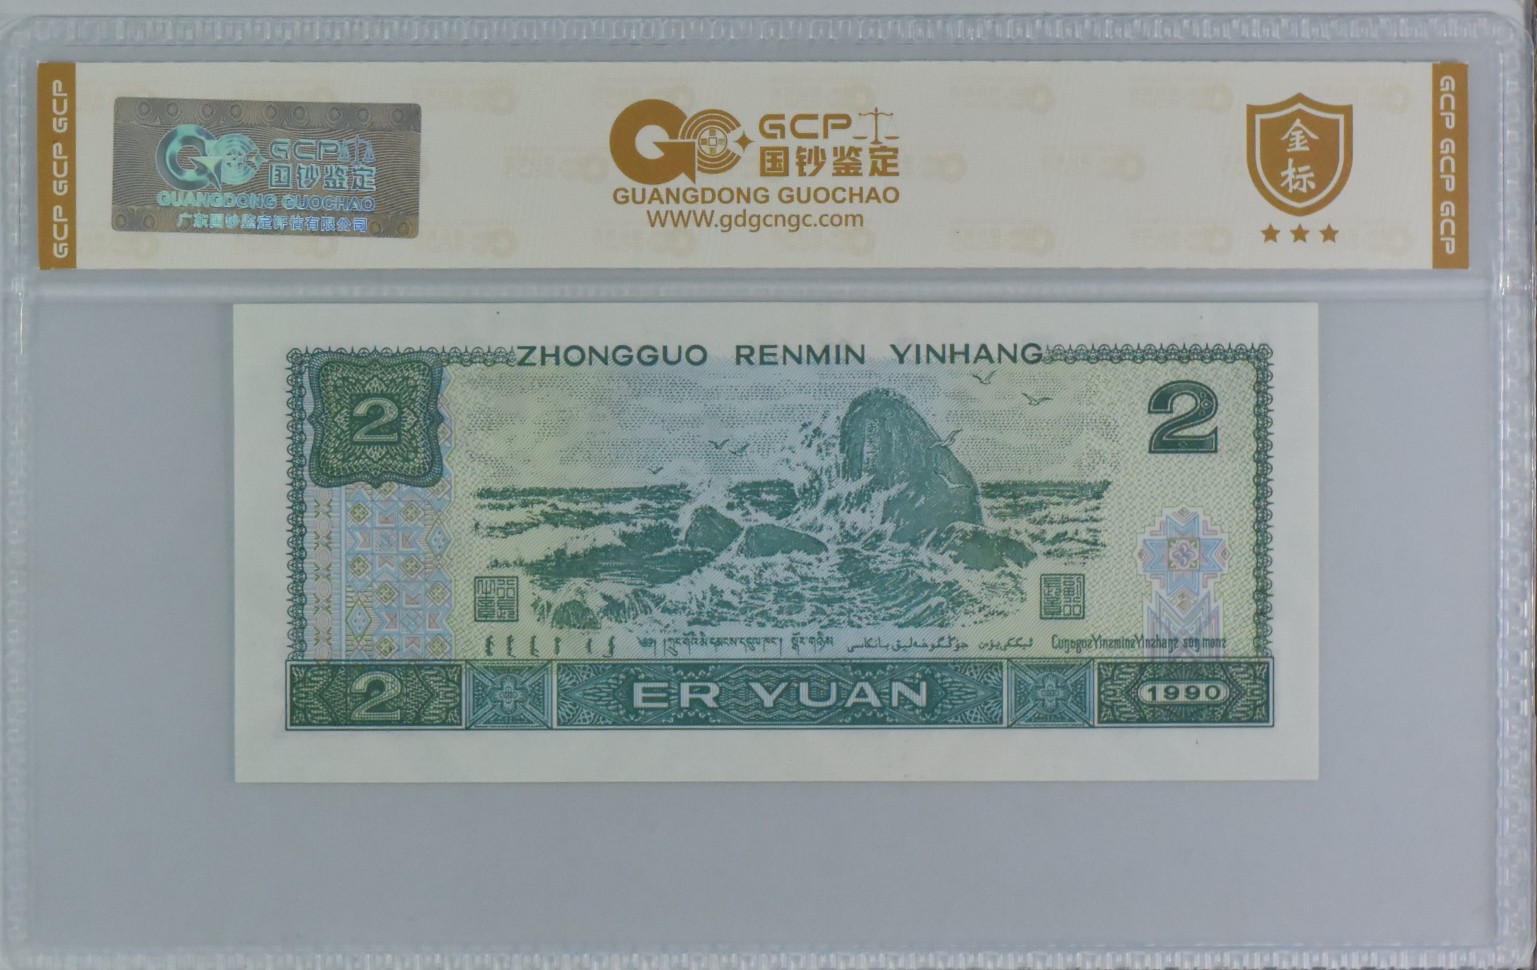 GCP GCP GCP
GCP
国钞鉴定
GUANGDONG GUOCHAO
广东国钞鉴定评估有限公司
GCP
国钞鉴定
GUANGDONG GUOCHAO
WWW.gdgcngc.com
金标
GCP GCP GCP
ZHONGGUO RENMIN YINHANG
2
2
2
ER YUAN
1990